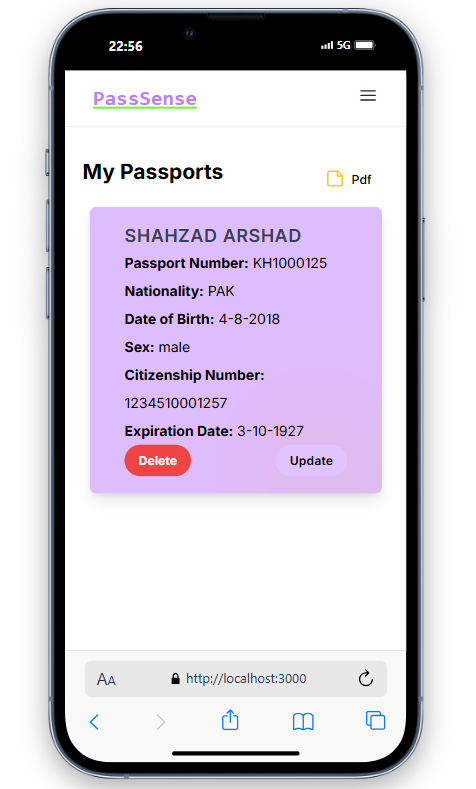 22:56
5G
PassSense
My Passports
Pdf
SHAHZAD ARSHAD
Passport Number: KH1000125
Nationality: PAK
Date of Birth: 4-8-2018
Sex: male
Citizenship Number:
1234510001257
Expiration Date: 3-10-1927
Delete
Update
AA
http://localhost:3000